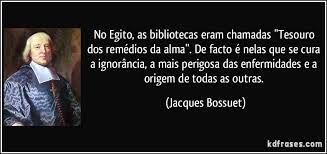 No Egito, as bibliotecas eram chamadas "Tesouro
dos remédios da alma". De facto é nelas que se cura
a ignorância, a mais perigosa das enfermidades e a
origem de todas as outras.
(Jacques Bossuet)
kdfrases.com